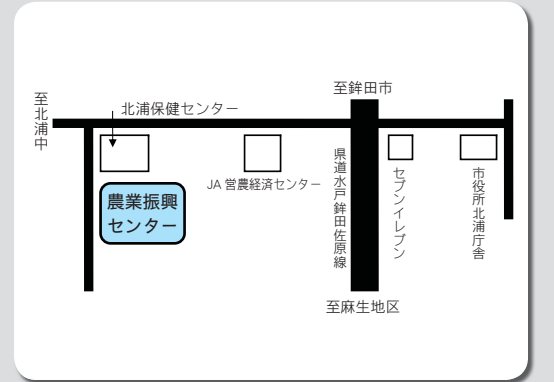 至鉾田市
至北浦中
北浦保健センター
JA営農経済センター
県道水戸鉾田佐原線
セブンイレブン
市役所北浦庁舎
農業振興
センター
至麻生地区